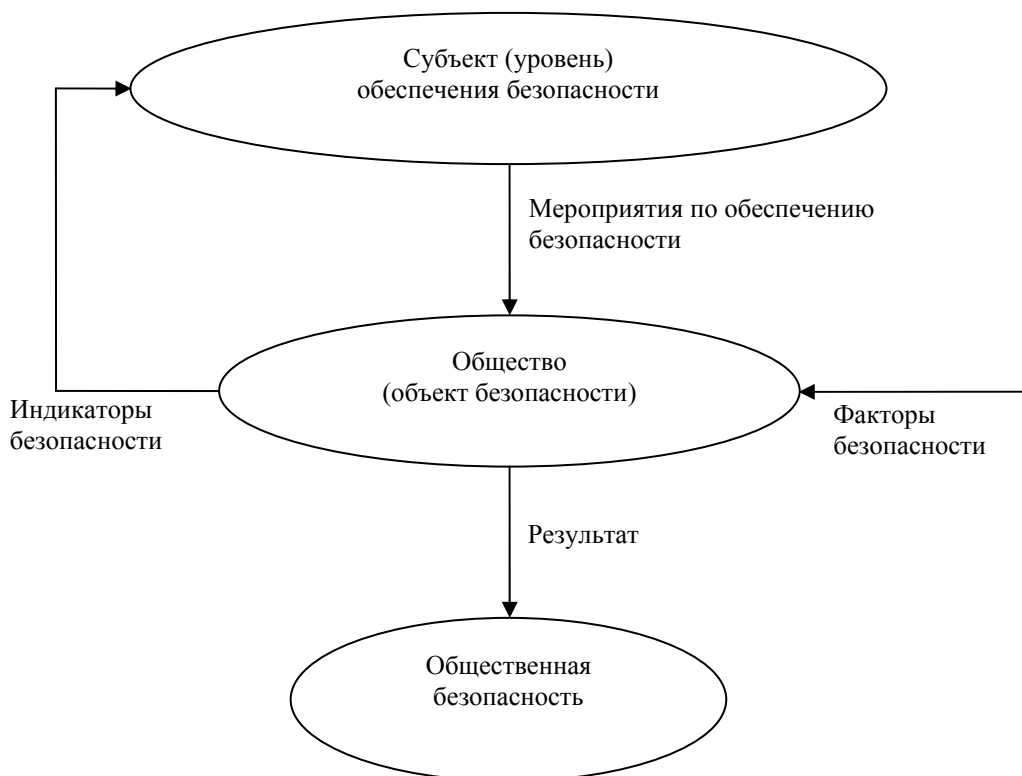 Субъект (уровень)
обеспечения безопасности
Мероприятия по обеспечению
безопасности
Общество
(объект безопасности)
Индикаторы
безопасности
Факторы
безопасности
Результат
Общественная
безопасность